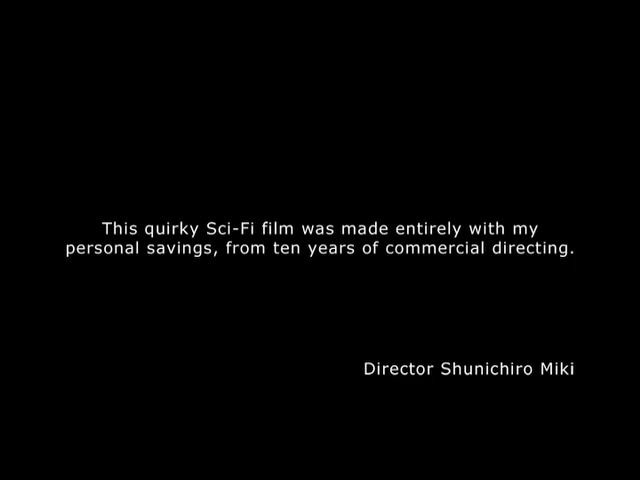 This quirky Sci-Fi film was made entirely with my
personal savings, from ten years of commercial directing.
Director Shunichiro Miki